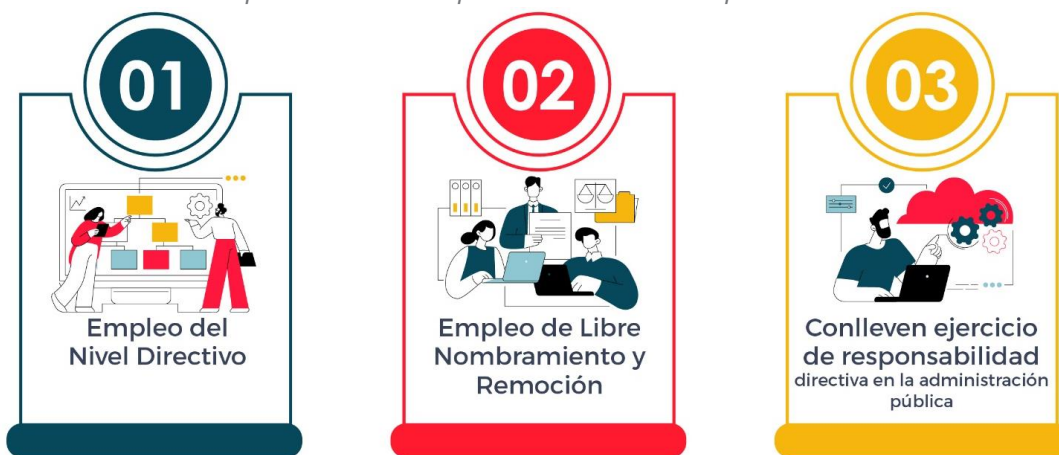 01
Empleo del
Nivel Directivo
02
Empleo de Libre
Nombramiento y
Remoción
03
Conlleven ejercicio
de responsabilidad
directiva en la administración
pública